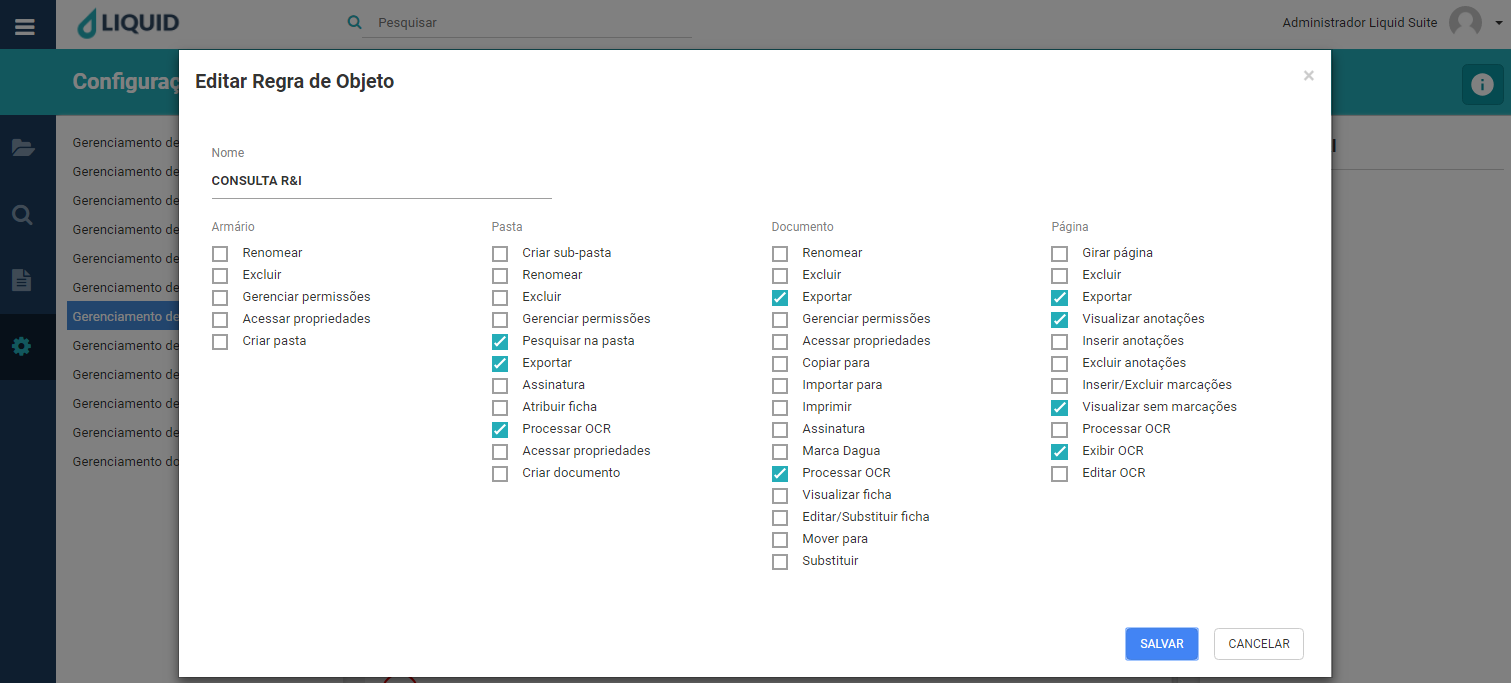 LIQUID
Pesquisar
Administrador Liquid Suite
Configuraç
Editar Regra de Objeto
×
Gerenciamento de
Gerenciamento de
Gerenciamento de
Gerenciamento de
Gerenciamento de
Gerenciamento de
Gerenciamento de
Gerenciamento de
Gerenciamento de
Gerenciamento de
Gerenciamento de
Gerenciamento do
Nome
CONSULTA R&I
Armário
Renomear
Excluir
Gerenciar permissões
Acessar propriedades
Criar pasta
Pasta
Criar sub-pasta
Renomear
Excluir
Gerenciar permissões
Pesquisar na pasta
Exportar
Assinatura
Atribuir ficha
Processar OCR
Acessar propriedades
Criar documento
Documento
Renomear
Excluir
Exportar
Gerenciar permissões
Acessar propriedades
Copiar para
Importar para
Imprimir
Assinatura
Marca Dagua
Processar OCR
Visualizar ficha
Editar/Substituir ficha
Mover para
Substituir
Página
Girar página
Excluir
Exportar
Visualizar anotações
Inserir anotações
Excluir anotações
Inserir/Excluir marcações
Visualizar sem marcações
Processar OCR
Exibir OCR
Editar OCR
SALVAR
CANCELAR